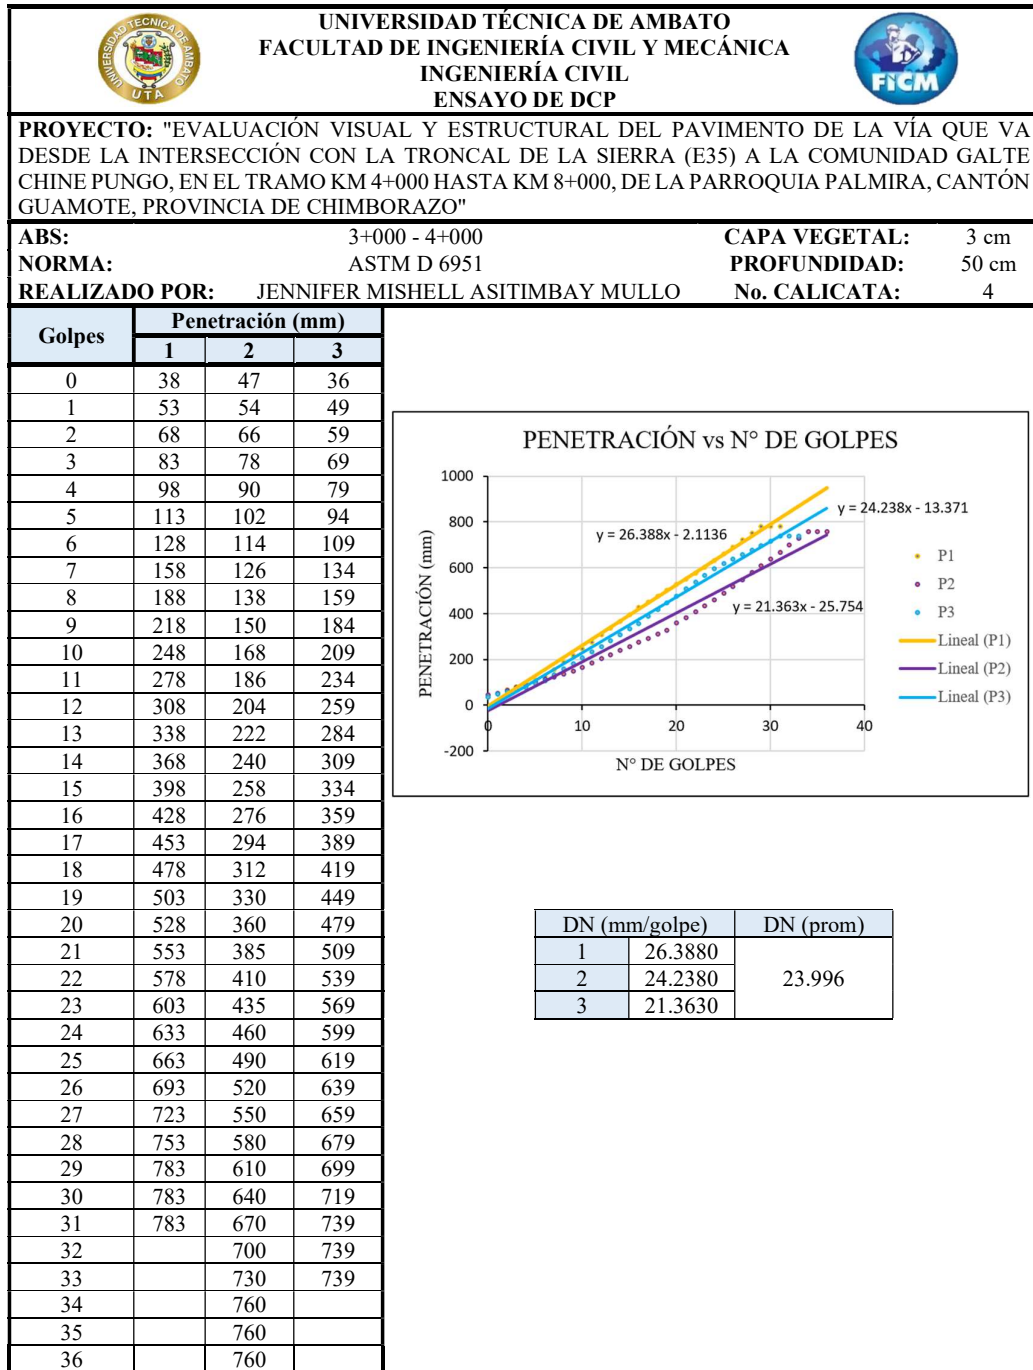 UNIVERSIDAD TÉCNICA DE AMBATO
FACULTAD DE INGENIERÍA CIVIL Y MECÁNICA
INGENIERÍA CIVIL
ENSAYO DE DCP
UNIVERSIDAD TECNICA DE AMBATO
UTA
FICM
PROYECTO: "EVALUACIÓN VISUAL Y ESTRUCTURAL DEL PAVIMENTO DE LA VÍA QUE VA
DESDE LA INTERSECCIÓN CON LA TRONCAL DE LA SIERRA (E35) A LA COMUNIDAD GALTE
CHINE PUNGO, EN EL TRAMO KM 4+000 HASTA KM 8+000, DE LA PARROQUIA PALMIRA, CANTÓN
GUAMOTE, PROVINCIA DE CHIMBORAZO"
ABS: 3+000 - 4+000 CAPA VEGETAL: 3 cm
NORMA: ASTM D 6951 PROFUNDIDAD: 50 cm
REALIZADO POR: JENNIFER MISHELL ASITIMBAY MULLO No. CALICATA: 4
Golpes Penetración (mm)
1 2 3
0 38 47 36
1 53 54 49
2 68 66 59
3 83 78 69
4 98 90 79
5 113 102 94
6 128 114 109
7 158 126 134
8 188 138 159
9 218 150 184
10 248 168 209
11 278 186 234
12 308 204 259
13 338 222 284
14 368 240 309
15 398 258 334
16 428 276 359
17 453 294 389
18 478 312 419
19 503 330 449
20 528 360 479
21 553 385 509
22 578 410 539
23 603 435 569
24 633 460 599
25 663 490 619
26 693 520 639
27 723 550 659
28 753 580 679
29 783 610 699
30 783 640 719
31 783 670 739
32 700 739
33 730 739
34 760
35 760
36 760
PENETRACIÓN vs N° DE GOLPES
PENETRACIÓN (mm)
1000
800
600
400
200
0
-200
0 10 20 30 40
N° DE GOLPES
y = 24.238x - 13.371
y = 26.388x - 2.1136
y = 21.363x - 25.754
P1
P2
P3
Lineal (P1)
Lineal (P2)
Lineal (P3)
DN (mm/golpe) DN (prom)
1 26.3880
2 24.2380 23.996
3 21.3630